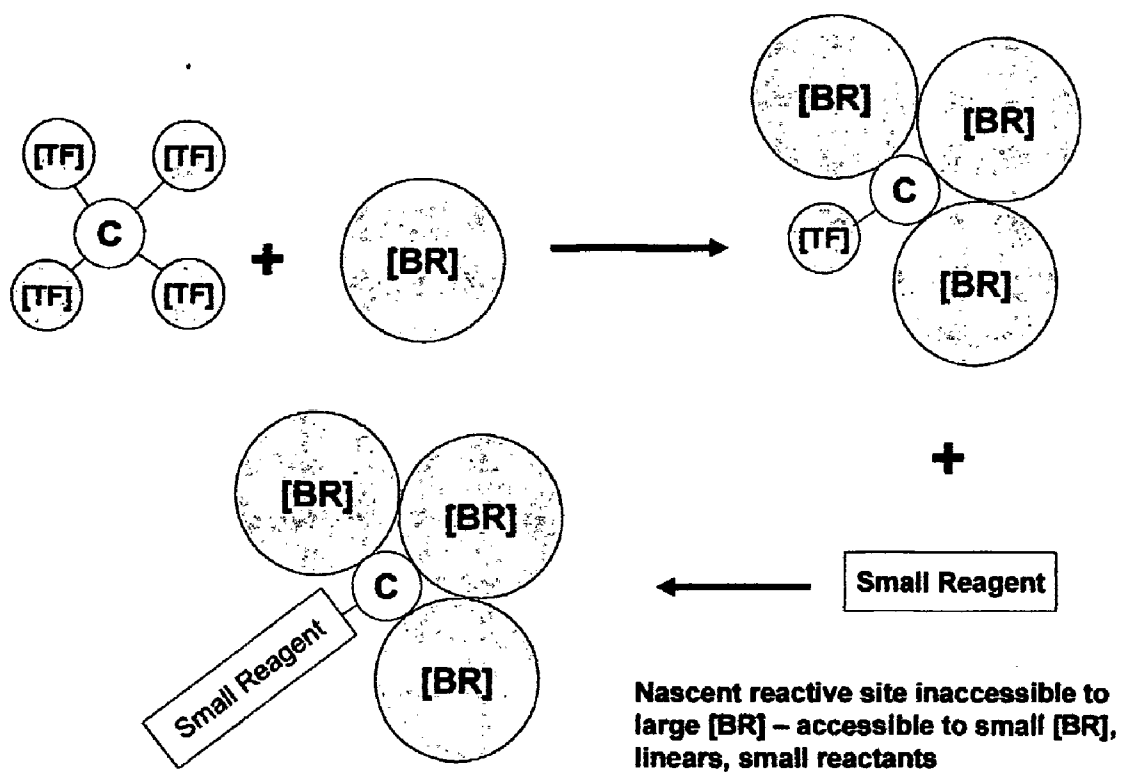 [TF]
[TF]
C
[TF]
[TF]
+
[BR]
[BR]
[BR]
C
[TF]
[BR]
+
Small Reagent
[BR]
[BR]
C
Small Reagent
[BR]
Nascent reactive site inaccessible to
large [BR] – accessible to small [BR],
linears, small reactants